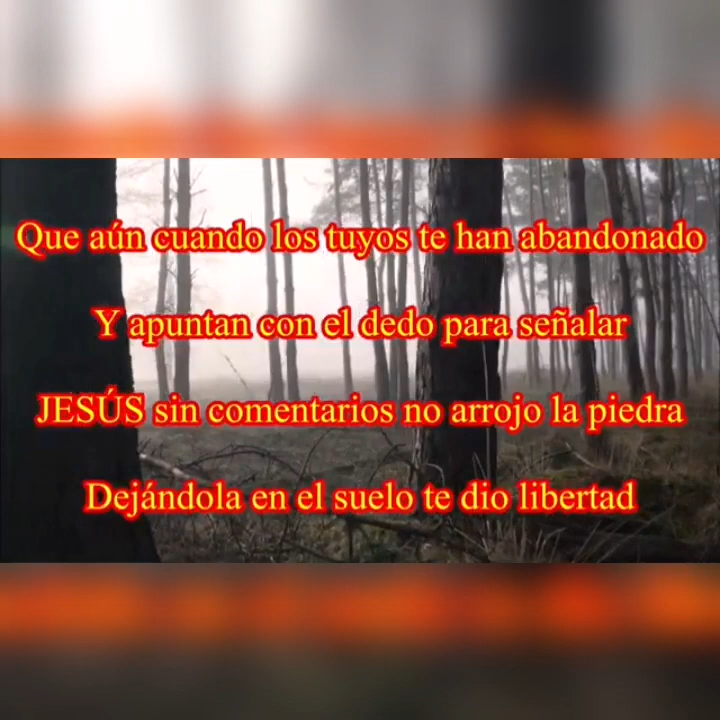 Que aún cuando los tuyos te han abandonado
Y apuntan con el dedo para señalar
JESÚS sin comentarios no arrojo la piedra
Dejándola en el suelo te dio libertad